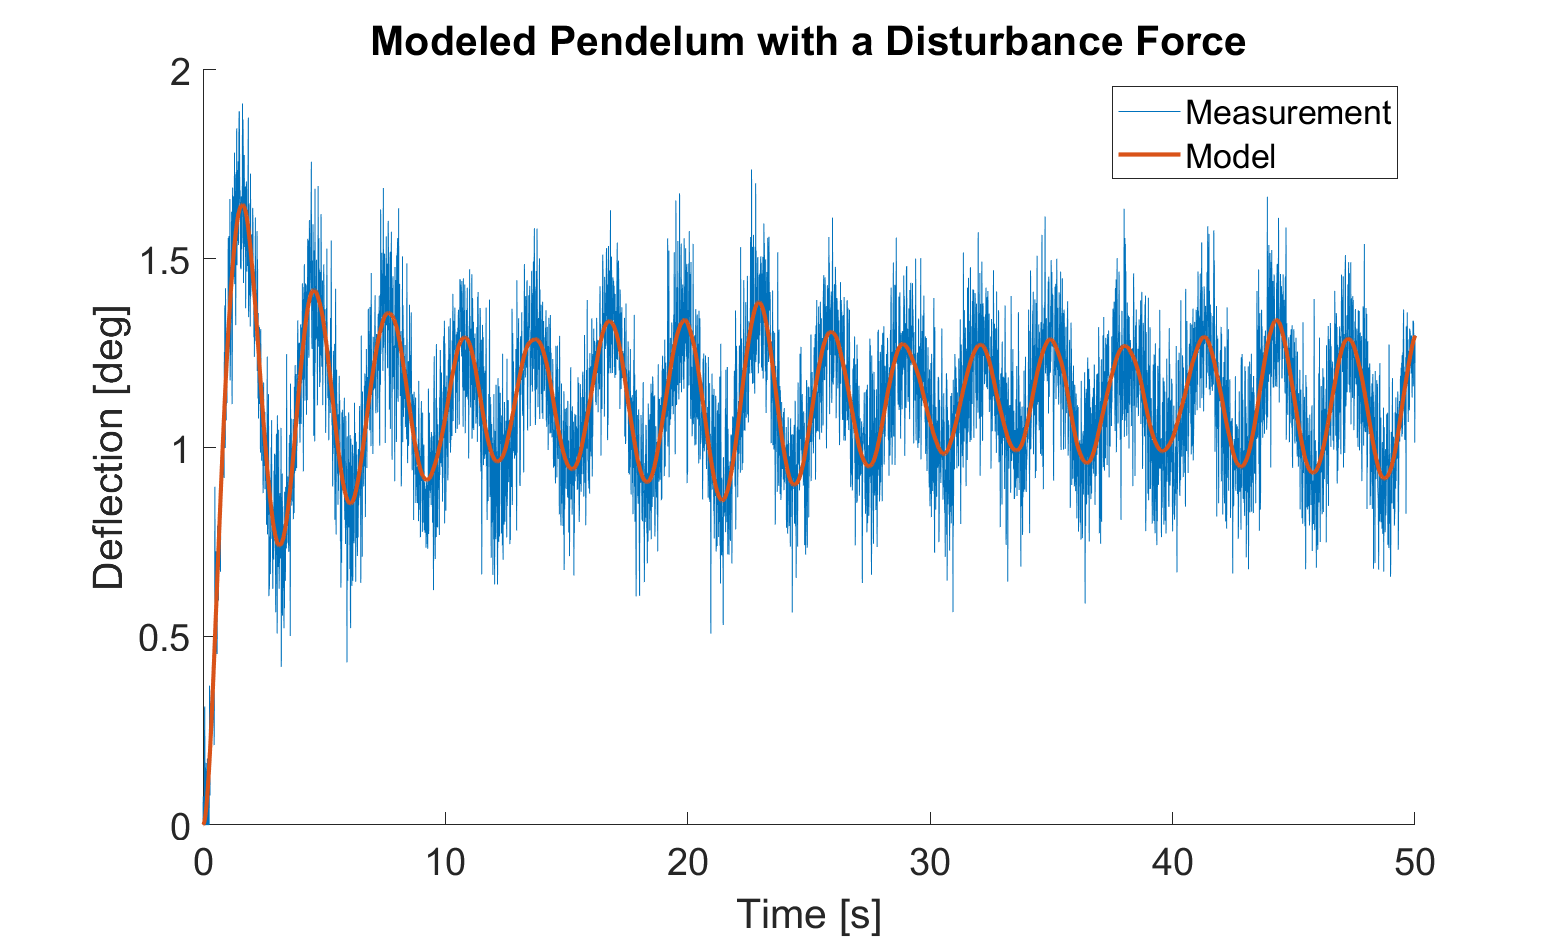 Modeled Pendelum with a Disturbance Force
Measurement
Model
2
1.5
1
0.5
0
Deflection [deg]
0 10 20 30 40 50
Time [s]